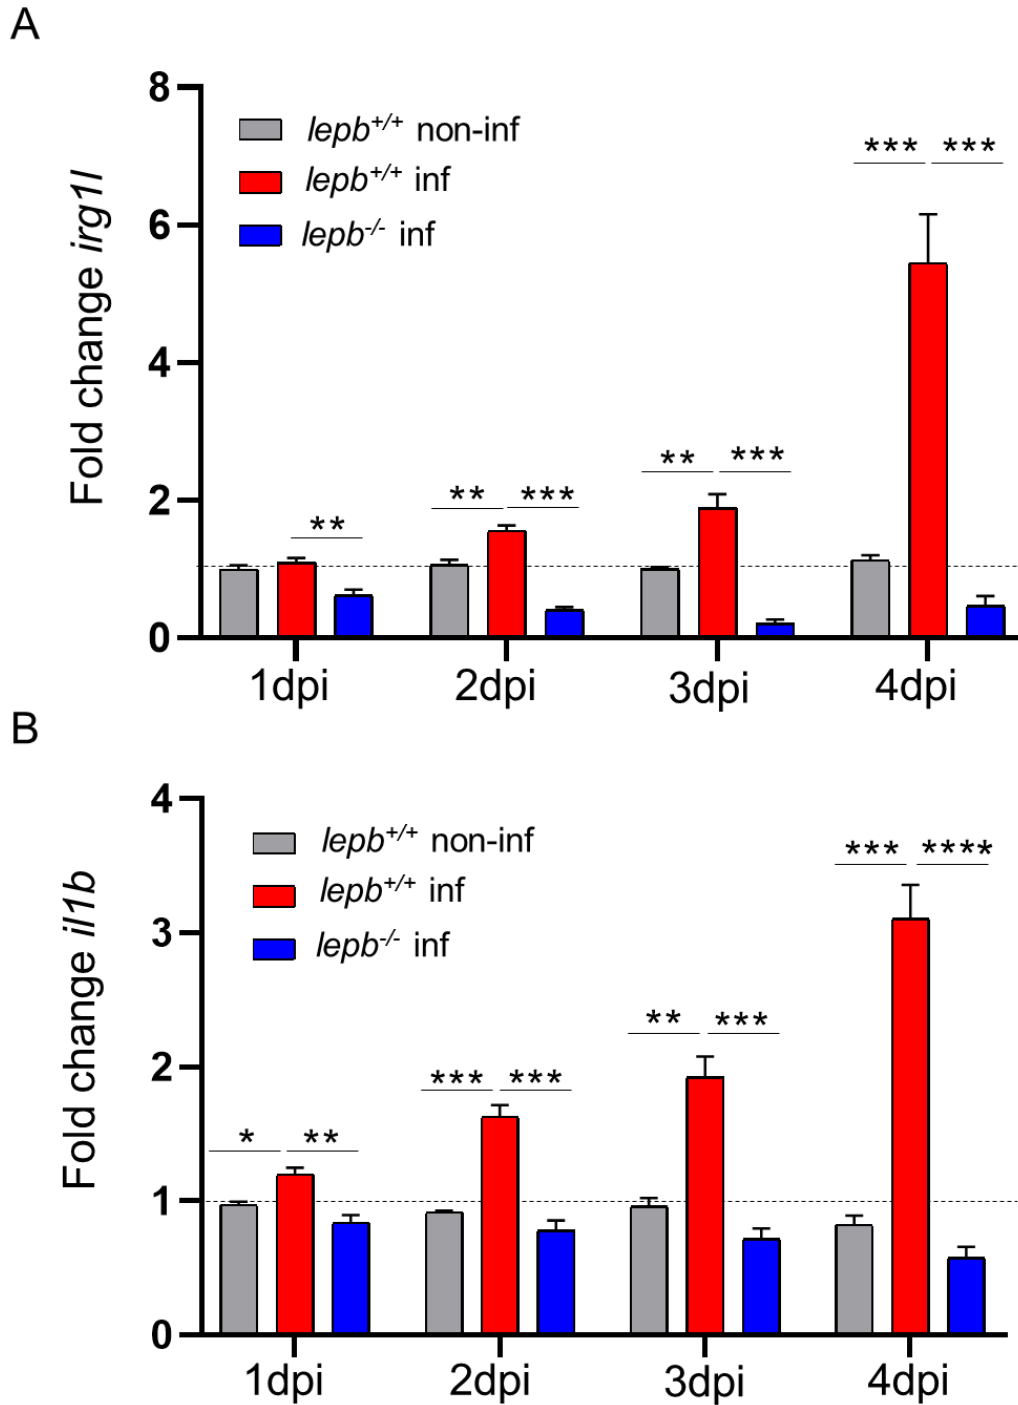 A
8
lepb+/+ non-inf
*** ***
lepb+/+ inf
lepb-/- inf
6
Fold change irg1l
4
** ***
2
** ***
**
0
1dpi 2dpi 3dpi 4dpi
B
4
lepb+/+ non-inf
*** ****
lepb+/+ inf
lepb-/- inf
3
Fold change il1b
** ***
2
*** ***
* **
1
0
1dpi 2dpi 3dpi 4dpi